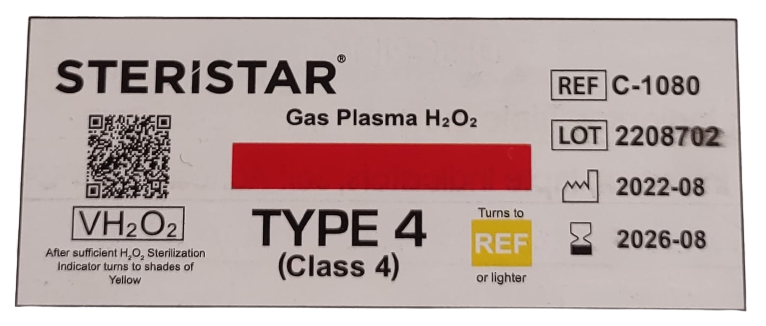 STERiSTAR®
Gas Plasma H₂O₂
VH₂O₂
After sufficient H₂O₂ Sterilization
Indicator turns to shades of
Yellow
TYPE 4
(Class 4)
Turns to
REF
or lighter
REF C-1080
LOT 2208702
2022-08
2026-08